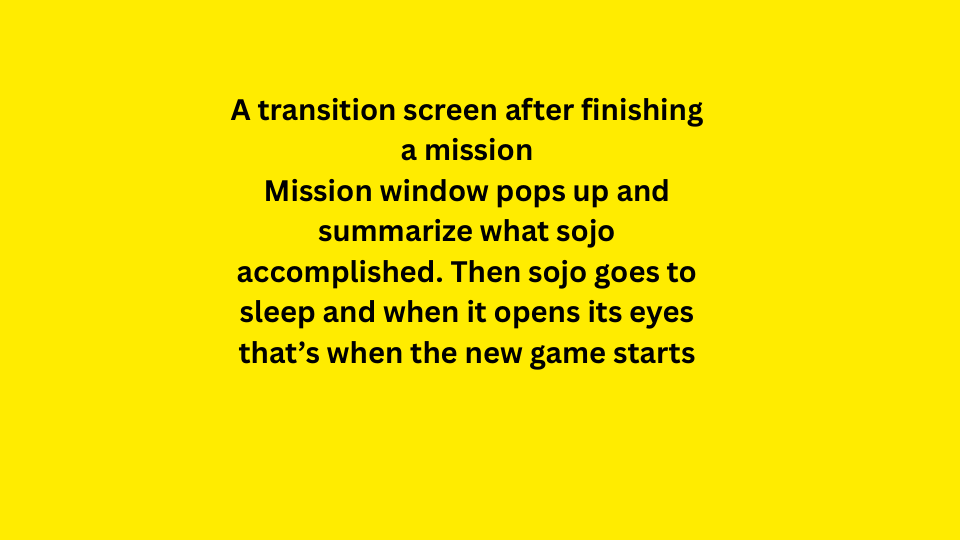 A transition screen after finishing
a mission
Mission window pops up and
summarize what sojo
accomplished. Then sojo goes to
sleep and when it opens its eyes
that’s when the new game starts